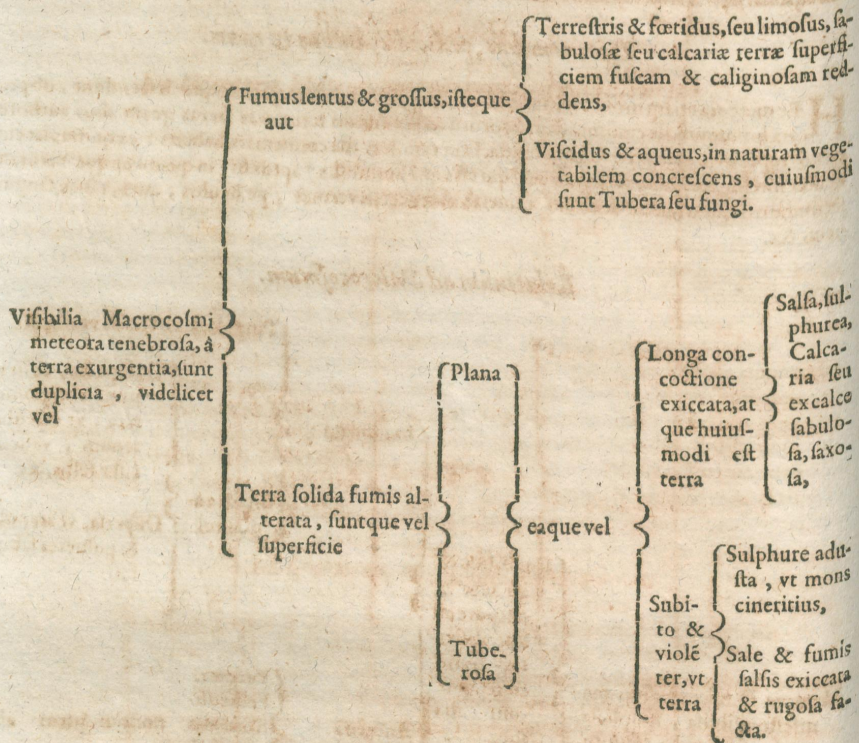 Terreſtris & fœtidus, ſeu limoſus, ſa-
buloſæ ſeu calcariæ terræ ſuperfi-
ciem fuſcam & caliginoſam red-
dens,
Fumus lentus & groſſus, iſteque
aut
Viſcidus & aqueus, in naturam vege-
tabilem concreſcens, cuiuſmodi
ſunt Tubera ſeu fungi.
Viſibilia Macrocoſmi
meteora tenebroſa, à
terra exurgentia, ſunt
duplicia, videlicet
vel
Terra ſolida fumis al-
terata, ſuntque vel
ſuperficie
Plana
Tube-
roſa
eaque vel
Longa con-
coctione
exiccata, at
que huiuſ-
modi eſt
terra
Salſa, ſul-
phurea,
Calca-
ria ſeu
ex calce
ſabulo-
ſa, ſaxo-
ſa,
Subi-
to &
violẽ
ter, vt
terra
Sulphure adu-
ſta, vt mons
cineritius,
Sale & fumis
ſalſis exiccata
& rugoſa fa-
cta.